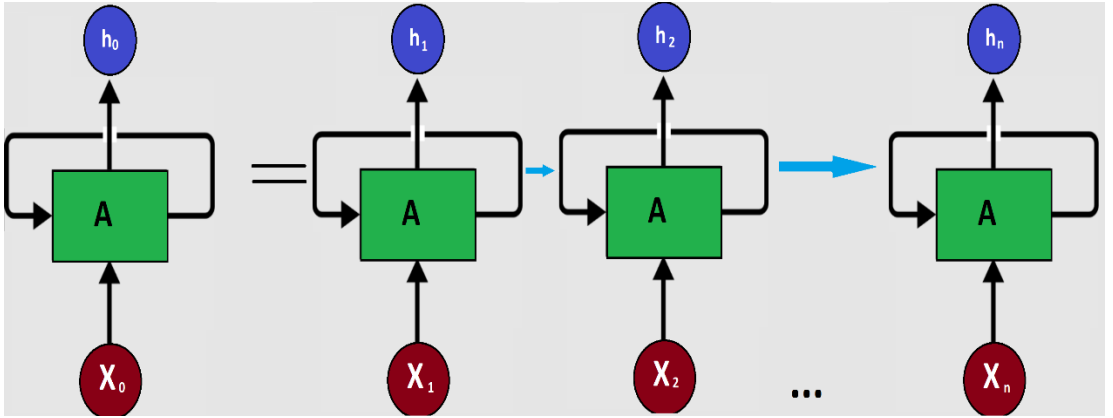 h₀ h₁ h₂ hₙ
A = A A A
X₀ X₁ X₂ ... Xₙ